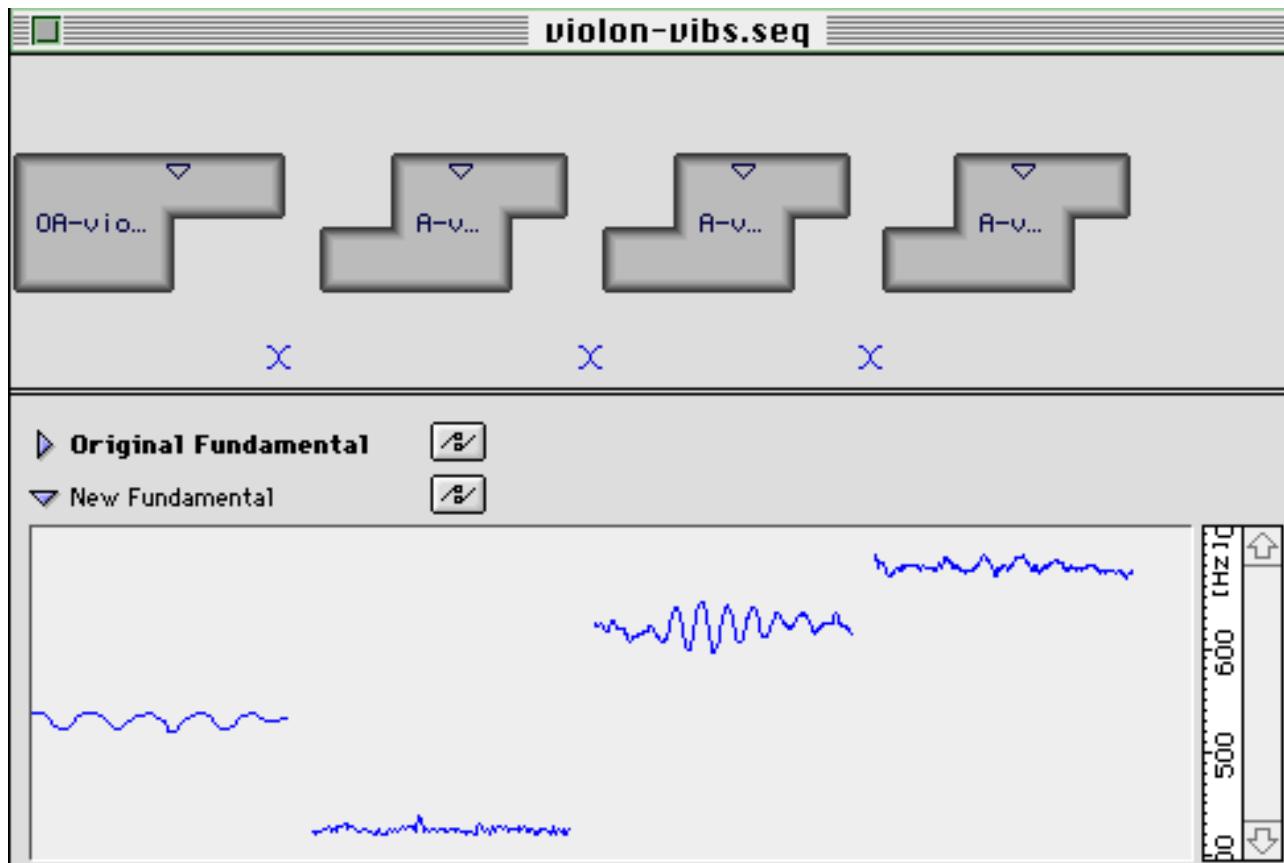 violon-vibs.seq
OA-vio…
A-v…
A-v…
A-v…
Original Fundamental
New Fundamental
[Hz]
600
500